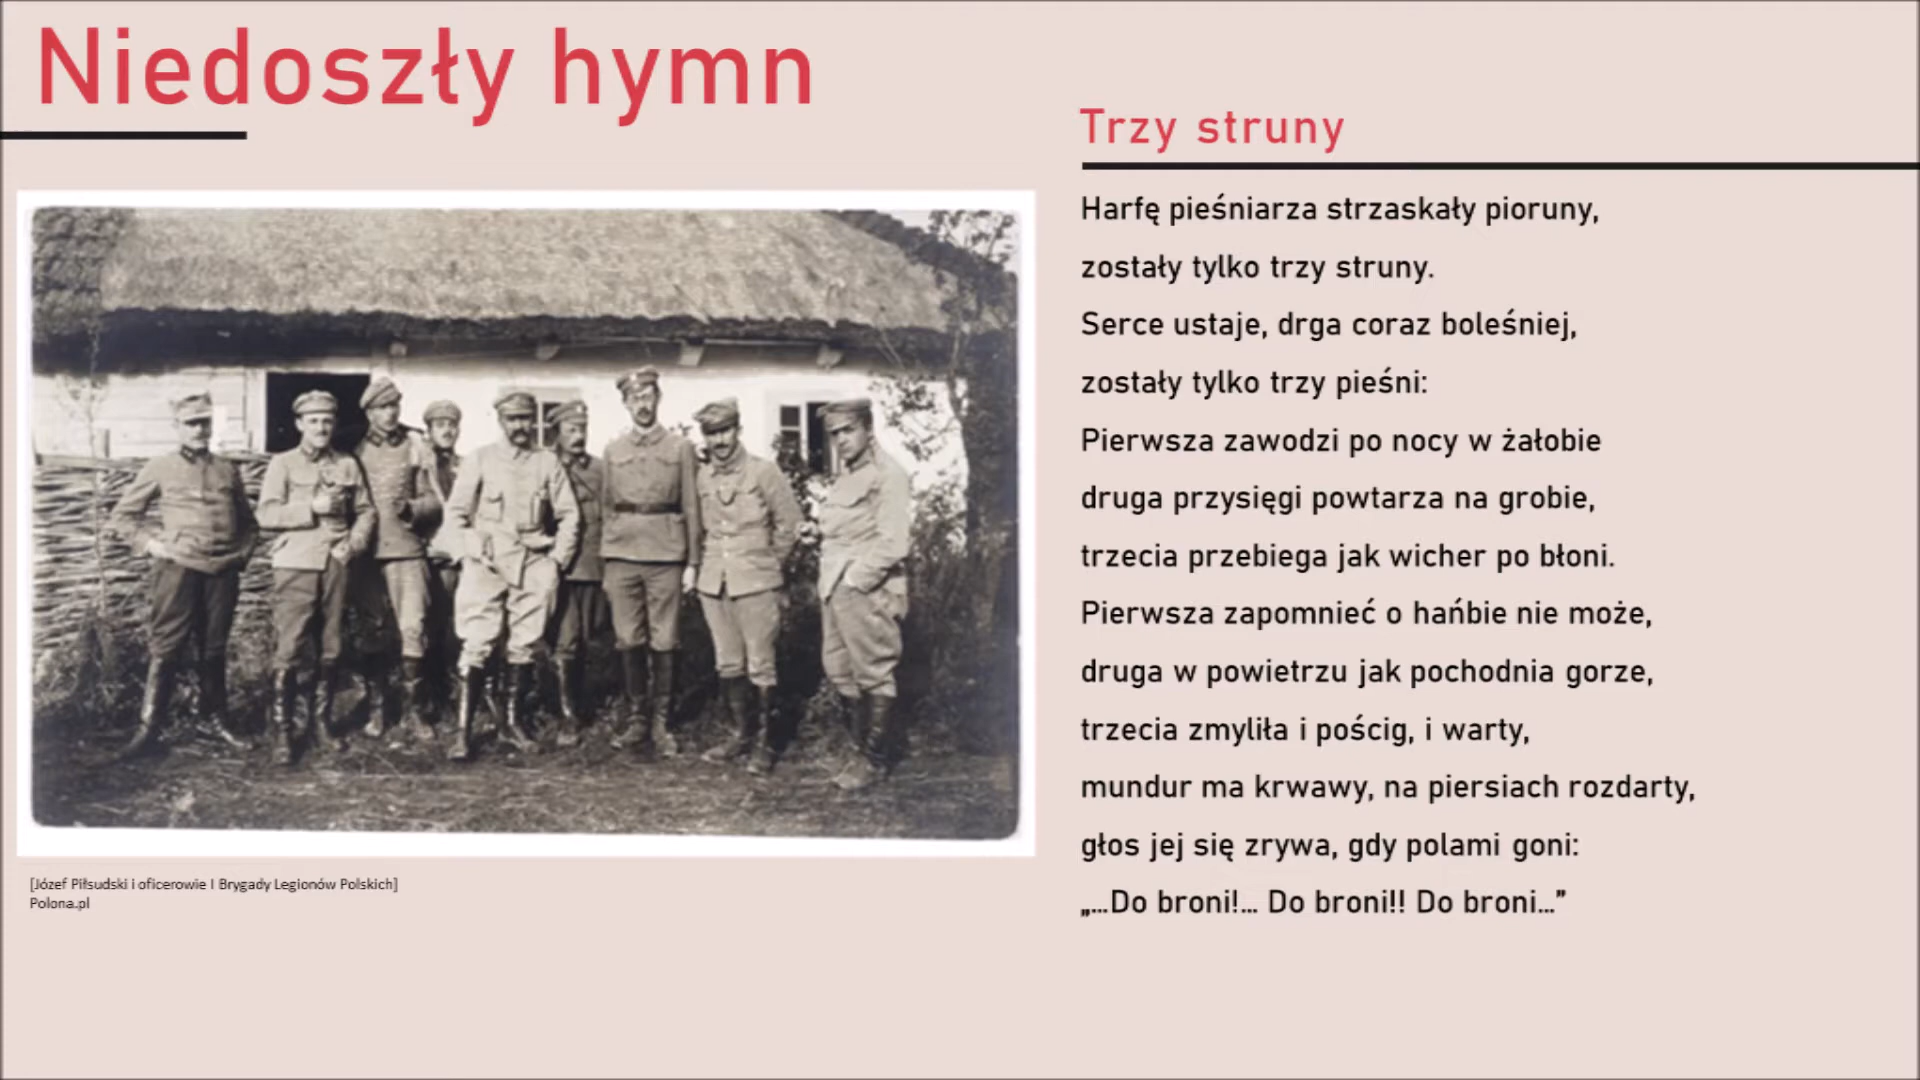 Niedoszły hymn
Trzy struny
Harfę pieśniarza strzaskały pioruny,
zostały tylko trzy struny.
Serce ustaje, drga coraz boleśniej,
zostały tylko trzy pieśni:
Pierwsza zawodzi po nocy w żałobie
druga przysięgi powtarza na grobie,
trzecia przebiega jak wicher po błoni.
Pierwsza zapomnieć o hańbie nie może,
druga w powietrzu jak pochodnia gorze,
trzecia zmyliła i pościg, i warty,
mundur ma krwawy, na piersiach rozdarty,
głos jej się zrywa, gdy polami goni:
„...Do broni!... Do broni!! Do broni...”
[Józef Piłsudski i oficerowie I Brygady Legionów Polskich]
Polona.pl